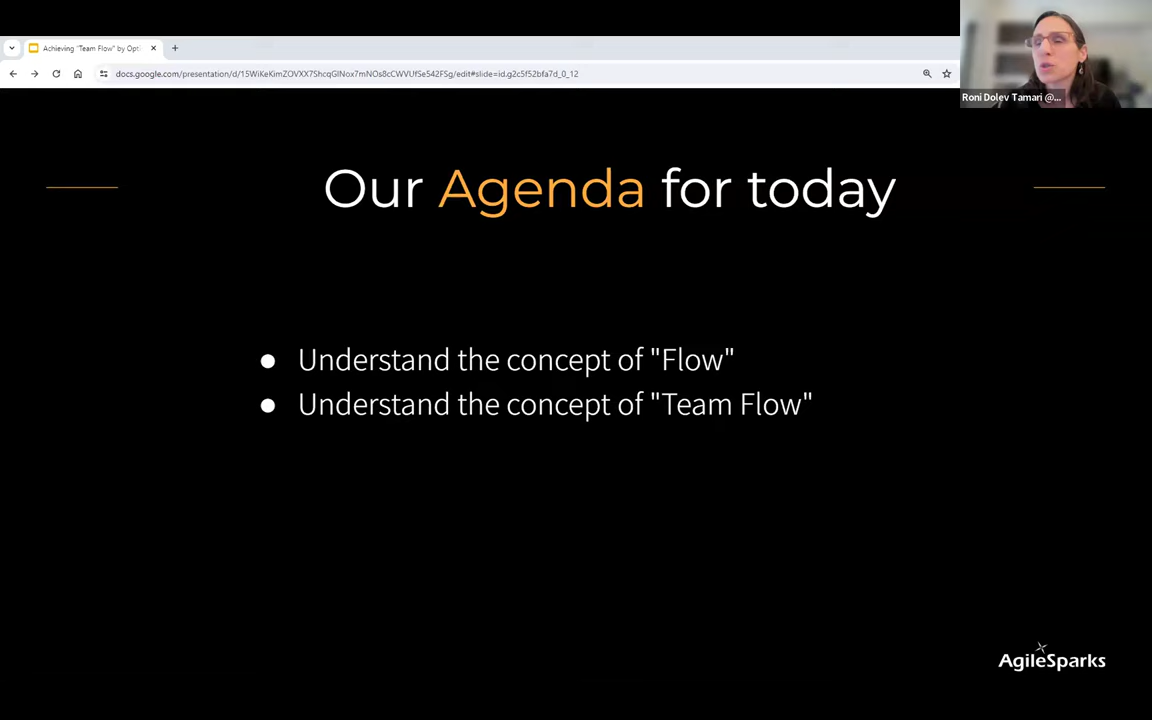 Achieving "Team Flow" by Opti
docs.google.com/presentation/d/15WiKeKimZOVXX7ShcqGlNox7mNOs8cCWVUfSe542FSg/edit#slide=id.g2c5f52bfa7d_0_12
Roni Dolev Tamari @...
Our Agenda for today
● Understand the concept of "Flow"
● Understand the concept of "Team Flow"
AgileSparks